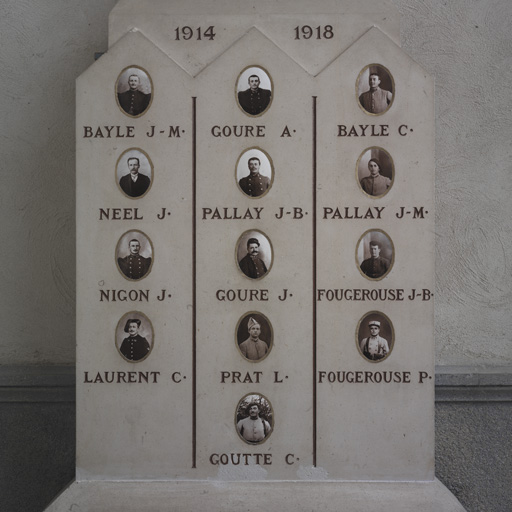 1914 1918
BAYLE J-M·
GOURE A·
BAYLE C·
NEEL J·
PALLAY J-B·
PALLAY J-M·
NIGON J·
GOURE J·
FOUGEROUSE J-B·
LAURENT C·
PRAT L·
FOUGEROUSE P·
GOUTTE C·